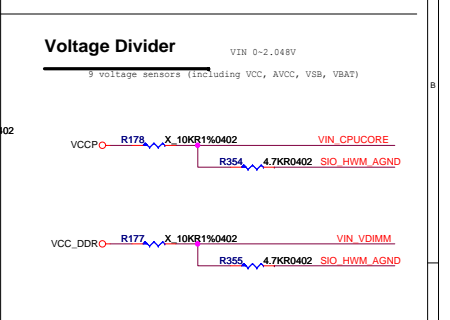 Voltage Divider
VIN 0~2.048V
9 voltage sensors (including VCC, AVCC, VSB, VBAT)
B
402
VCCP R178 X_10KR1%0402 VIN_CPUCORE
R354 4.7KR0402 SIO_HWM_AGND
VCC_DDR R177 X_10KR1%0402 VIN_VDIMM
R355 4.7KR0402 SIO_HWM_AGND